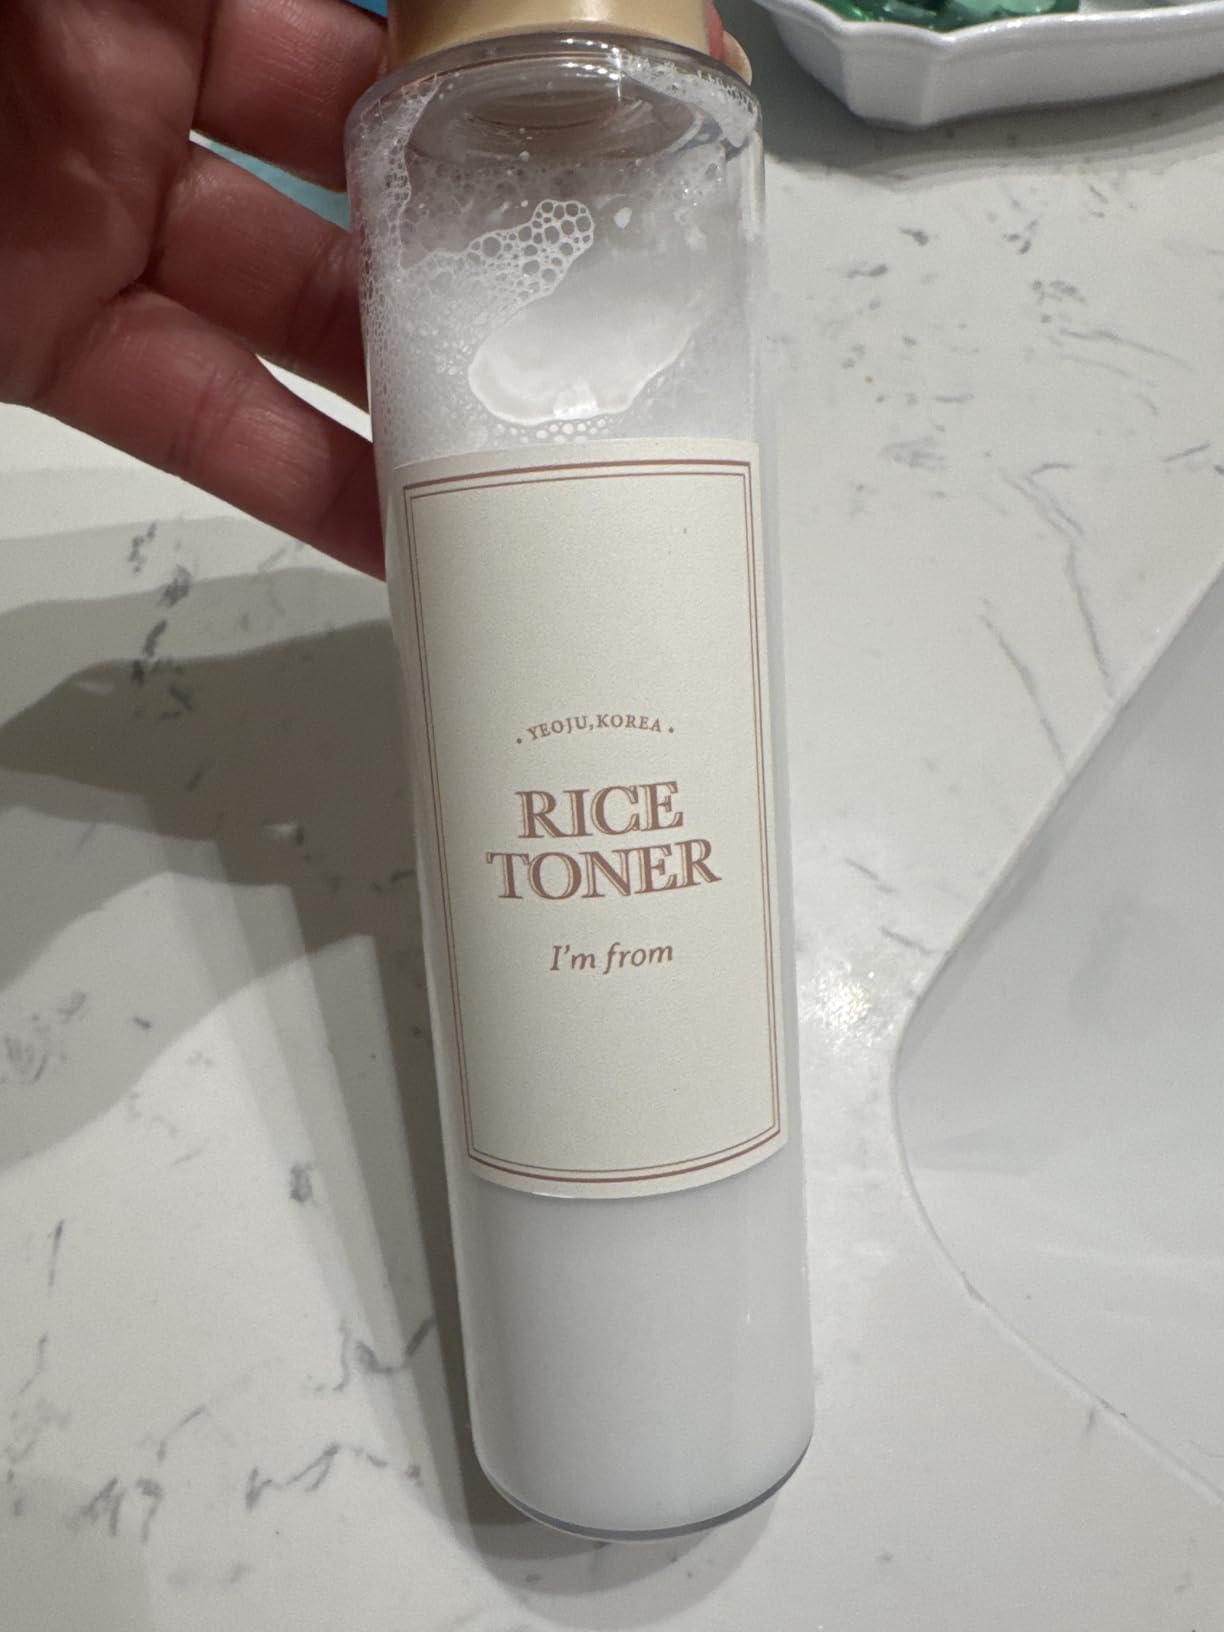 · YEOJU, KOREA ·
RICE
TONER
I'm from